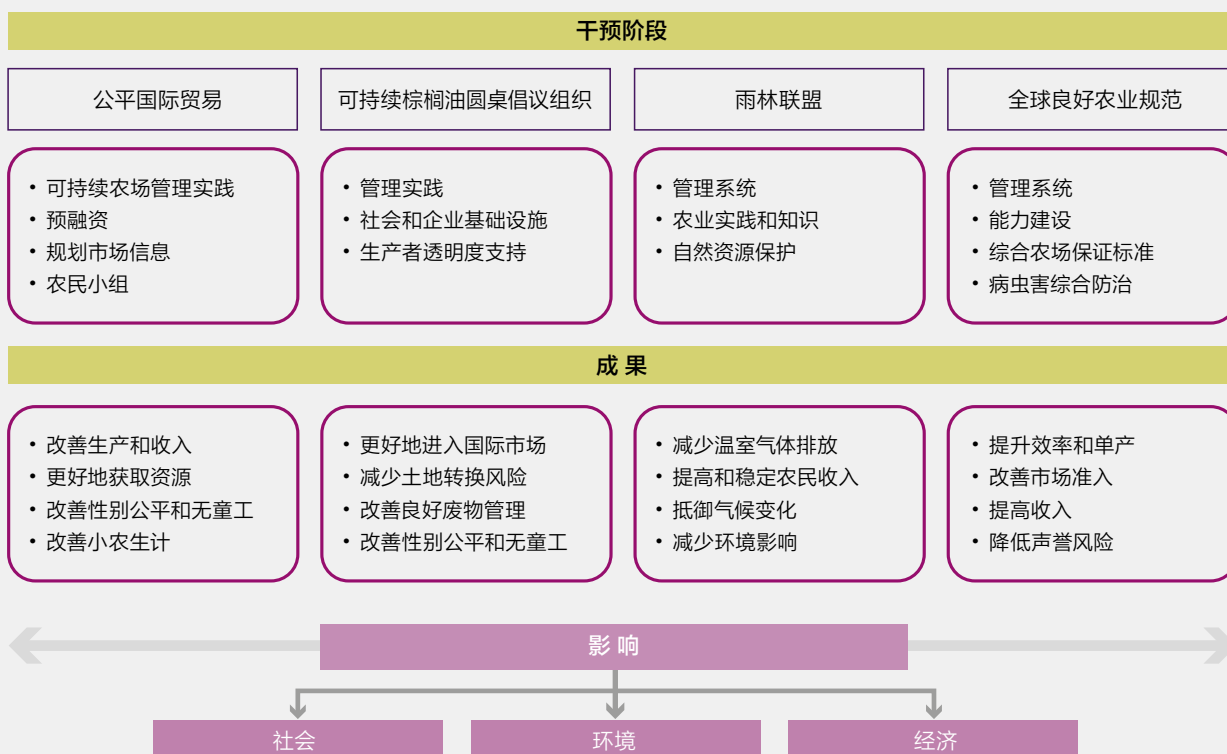 干预阶段
公平国际贸易
可持续棕榈油圆桌倡议组织
雨林联盟
全球良好农业规范
• 可持续农场管理实践
• 预融资
• 规划市场信息
• 农民小组
• 管理实践
• 社会和企业基础设施
• 生产者透明度支持
• 管理系统
• 农业实践和知识
• 自然资源保护
• 管理系统
• 能力建设
• 综合农场保证标准
• 病虫害综合防治
成 果
• 改善生产和收入
• 更好地获取资源
• 改善性别公平和无童工
• 改善小农生计
• 更好地进入国际市场
• 减少土地转换风险
• 改善良好废物管理
• 改善性别公平和无童工
• 减少温室气体排放
• 提高和稳定农民收入
• 抵御气候变化
• 减少环境影响
• 提升效率和单产
• 改善市场准入
• 提高收入
• 降低声誉风险
影 响
社会
环境
经济